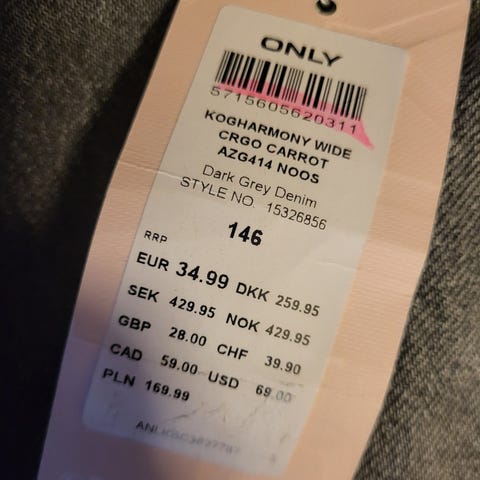 ONLY
5715605620311
KOGHARMONY WIDE
CRGO CARROT
AZG414 NOOS
Dark Grey Denim
STYLE NO. 15326856
146
RRP
EUR 34.99 DKK 259.95
SEK 429.95 NOK 429.95
GBP 28.00 CHF 39.90
CAD 59.00 USD 69.00
PLN 169.99